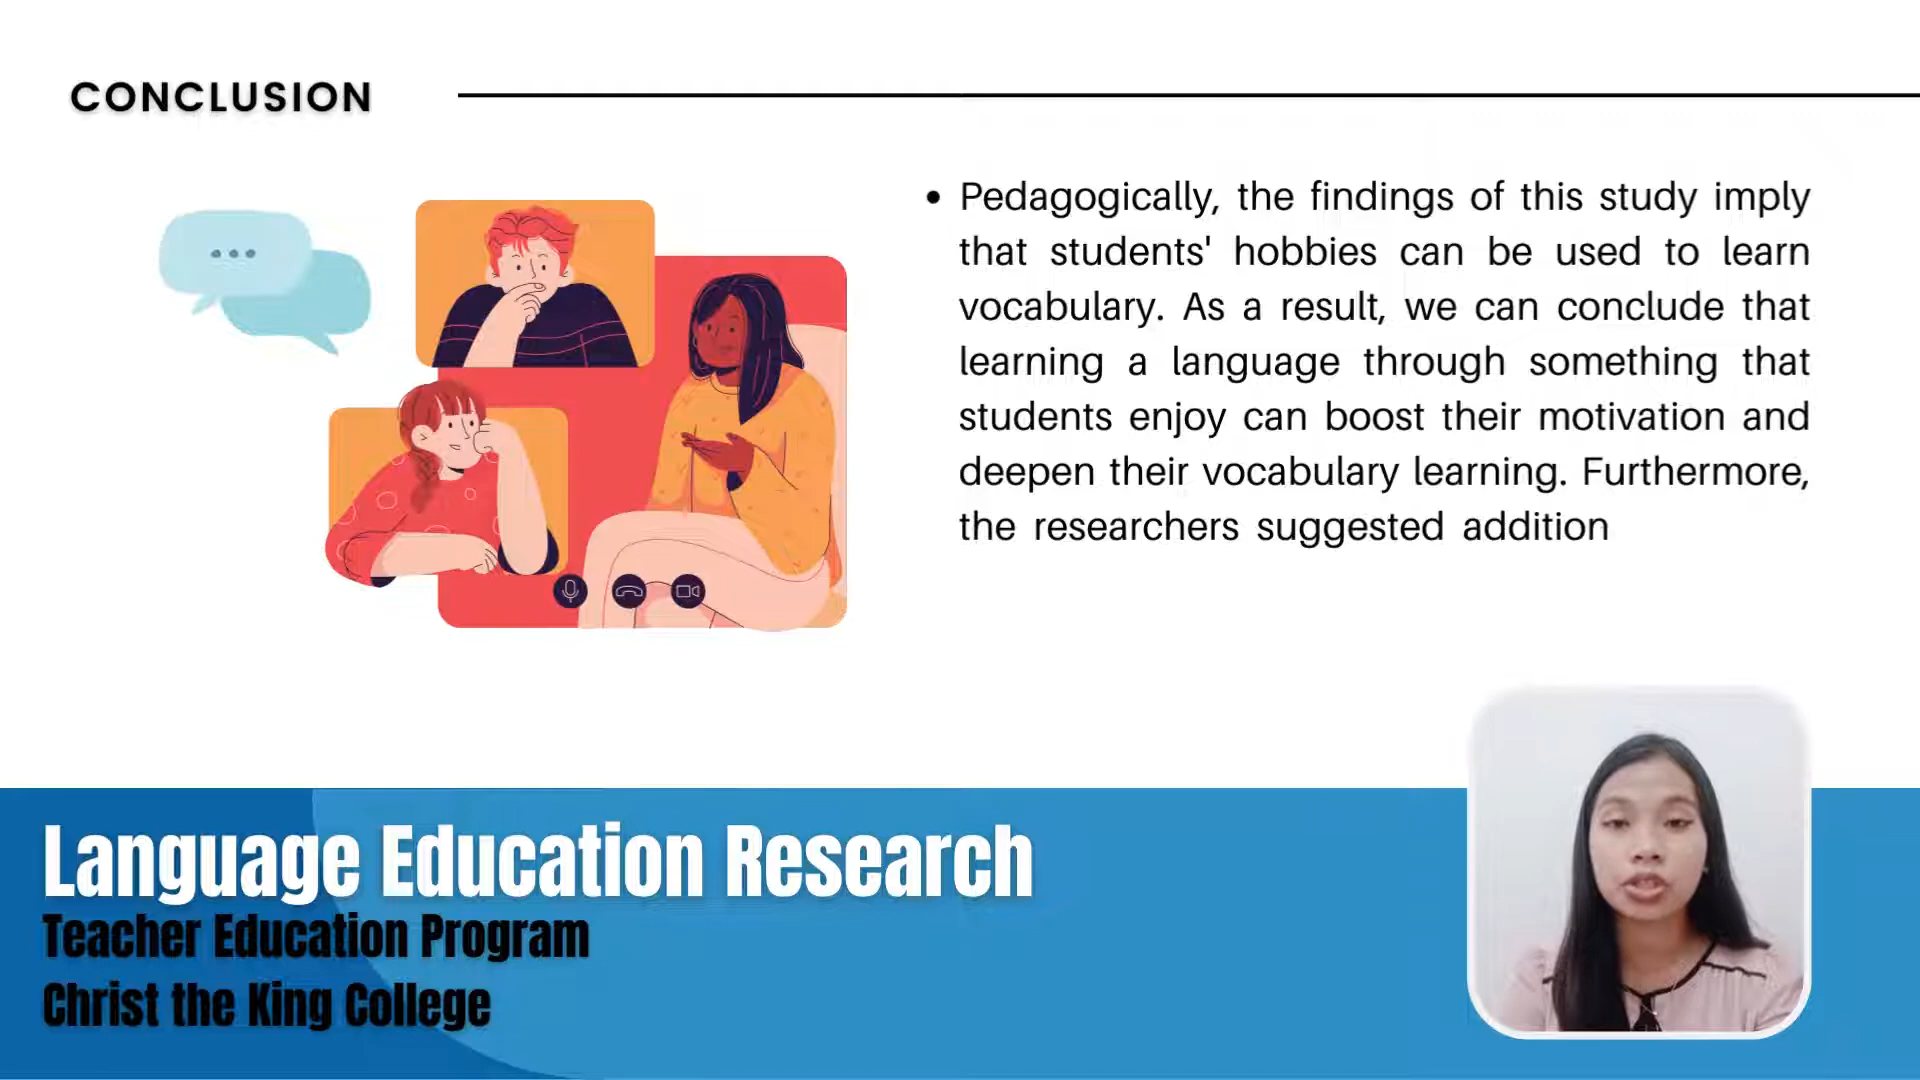 CONCLUSION
• Pedagogically, the findings of this study imply
that students' hobbies can be used to learn
vocabulary. As a result, we can conclude that
learning a language through something that
students enjoy can boost their motivation and
deepen their vocabulary learning. Furthermore,
the researchers suggested addition
Language Education Research
Teacher Education Program
Christ the King College